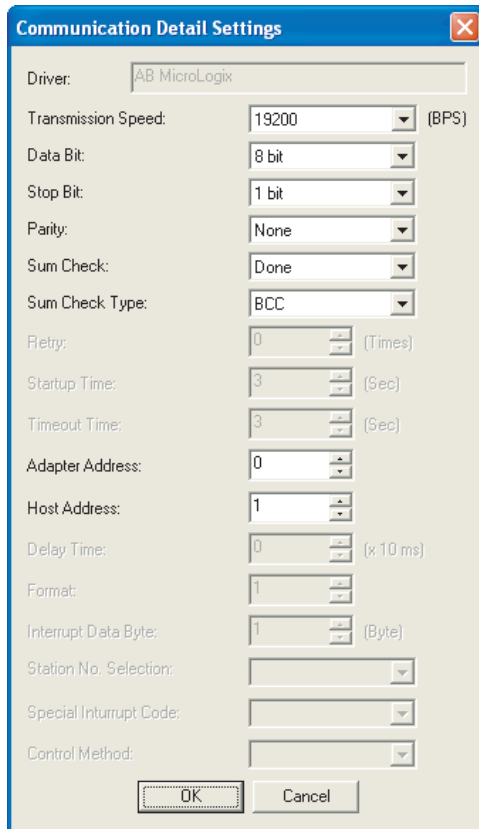 Communication Detail Settings
Driver: AB MicroLogix
Transmission Speed: 19200 (BPS)
Data Bit: 8 bit
Stop Bit: 1 bit
Parity: None
Sum Check: Done
Sum Check Type: BCC
Retry: 0 (Times)
Startup Time: 3 (Sec)
Timeout Time: 3 (Sec)
Adapter Address: 0
Host Address: 1
Delay Time: 0 (x 10 ms)
Format: 1
Interrupt Data Byte: 1 (Byte)
Station No. Selection:
Special Inturrupt Code:
Control Method:
OK Cancel